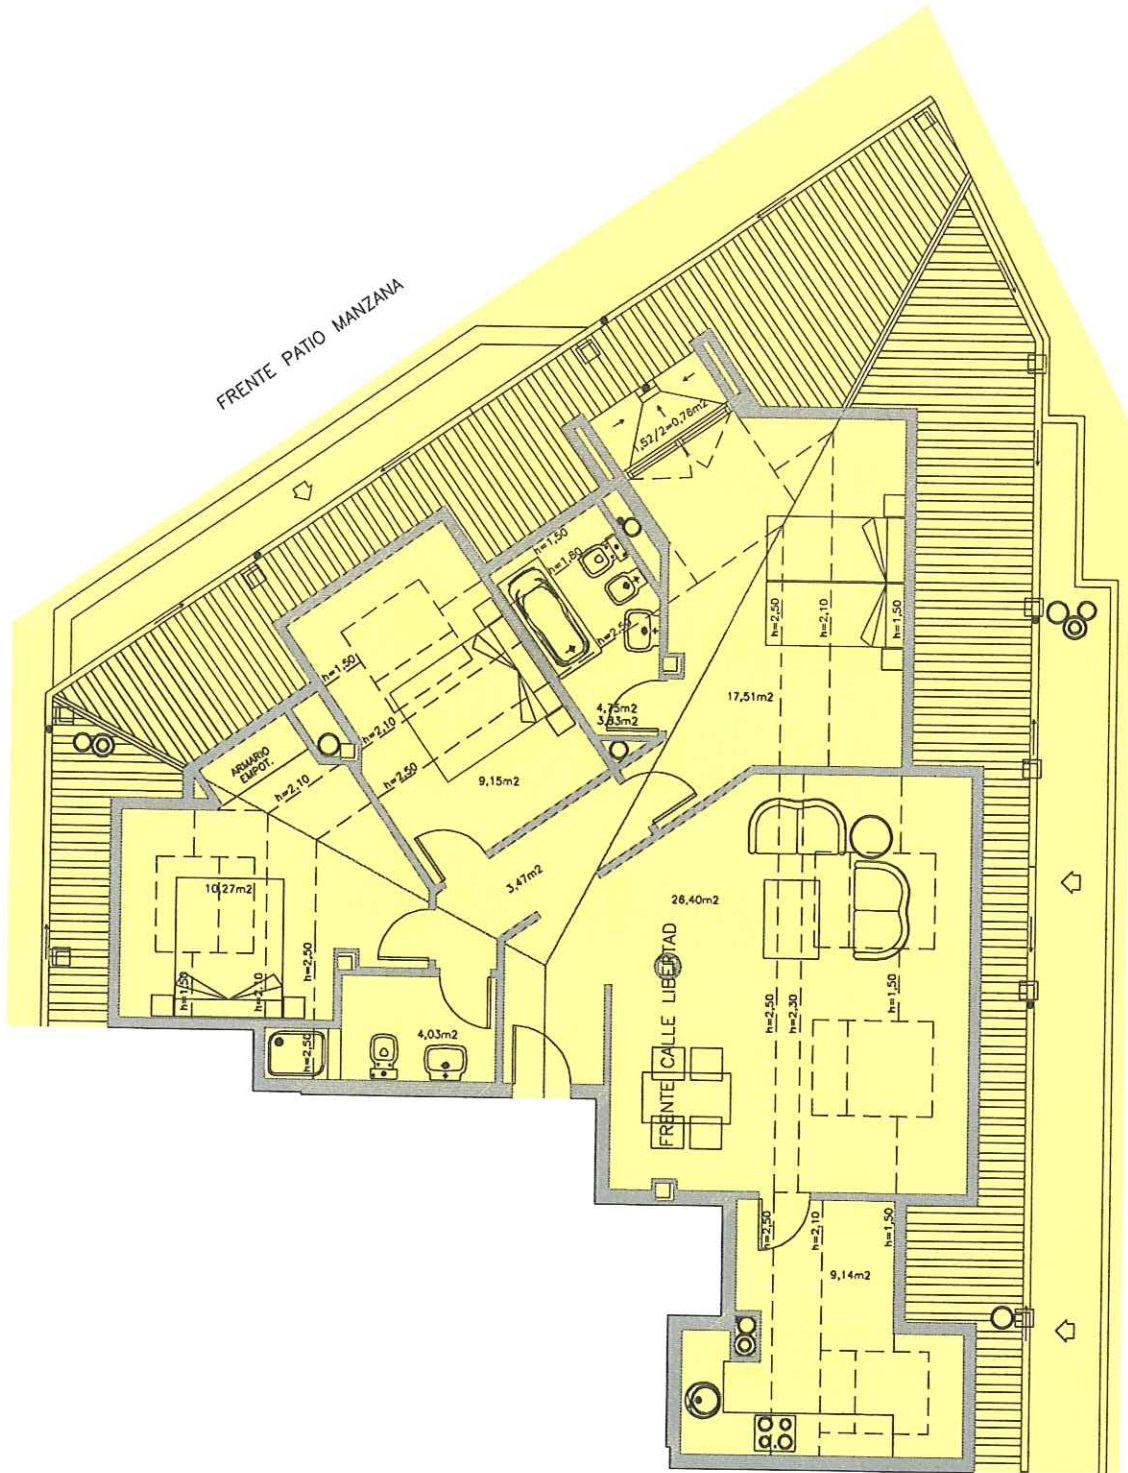 FRENTE PATIO MANZANA
1,52/2=0,76m2
h=1,50
h=1,80
h=2,50
h=2,10
h=1,50
h=2,5
h=1,50
17,51m2
4,75m2
3,83m2
h=2,10
ARMARIO
EMPOT.
h=2,10
h=2,50
9,15m2
10,27m2
3,47m2
26,40m2
h=1,50
h=2,10
h=2,50
FRENTE CALLE LIBERTAD
h=2,50
h=2,30
h=1,50
h=2,50
4,03m2
h=2,50
h=2,10
h=1,50
9,14m2